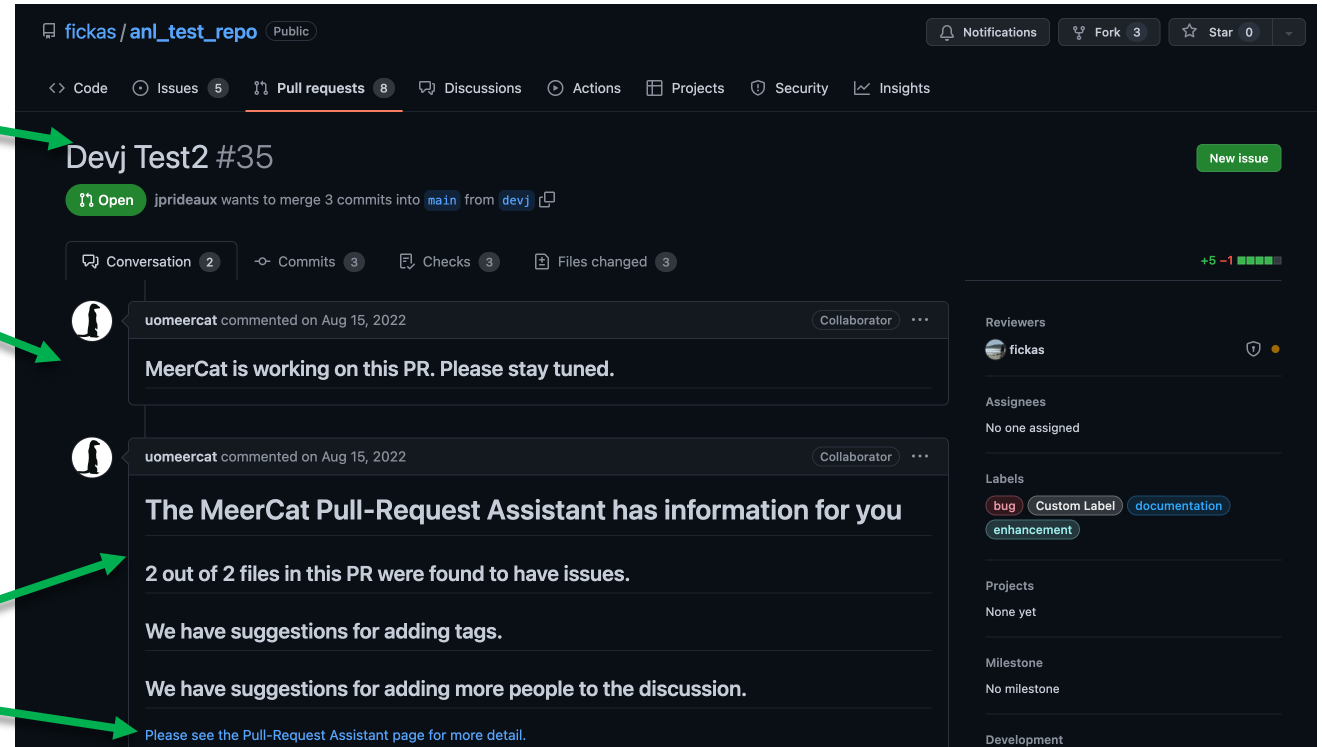 fickas / anl_test_repo Public
Notifications Fork 3 Star 0
Code Issues 5 Pull requests 8 Discussions Actions Projects Security Insights
Devj Test2 #35
New issue
Open jprideaux wants to merge 3 commits into main from devj
Conversation 2 Commits 3 Checks 3 Files changed 3
+5 −1
uomeercat commented on Aug 15, 2022 Collaborator ...
MeerCat is working on this PR. Please stay tuned.
uomeercat commented on Aug 15, 2022 Collaborator ...
The MeerCat Pull-Request Assistant has information for you
2 out of 2 files in this PR were found to have issues.
We have suggestions for adding tags.
We have suggestions for adding more people to the discussion.
Please see the Pull-Request Assistant page for more detail.
Reviewers
fickas
Assignees
No one assigned
Labels
bug Custom Label documentation
enhancement
Projects
None yet
Milestone
No milestone
Development